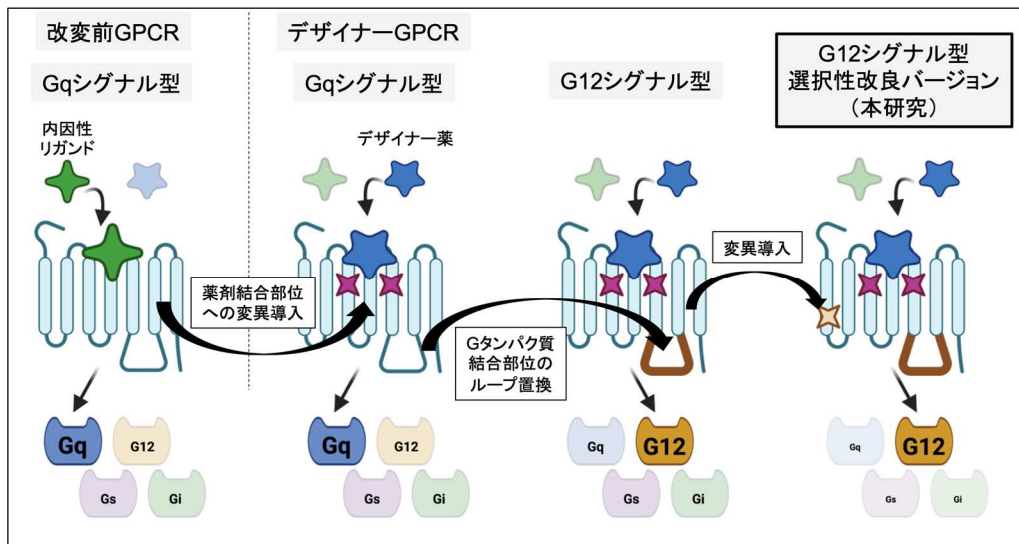 改変前GPCR
Gqシグナル型
内因性
リガンド
デザイナーGPCR
Gqシグナル型
デザイナー薬
G12シグナル型
G12シグナル型
選択性改良バージョン
（本研究）
薬剤結合部位
への変異導入
Gタンパク質
結合部位の
ループ置換
変異導入
Gq
G12
Gs
Gi
Gq
G12
Gs
Gi
Gq
G12
Gs
Gi
Gq
G12
Gs
Gi